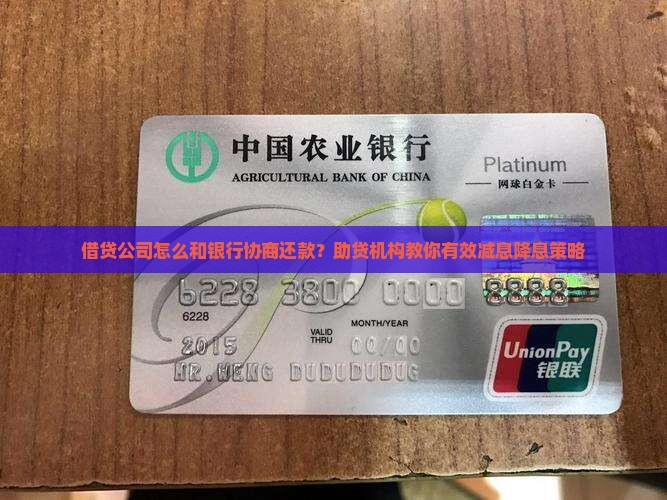 中国农业银行
AGRICULTURAL BANK OF CHINA
Platinum
网球白金卡
借贷公司怎么和银行协商还款？助贷机构教你有效减息降息策略
6228 3800 0000 8888
6228
VALID THRU
MONTH/YEAR
2015 00/00
MR.HENG DUDUDUDUG
UnionPay
银联